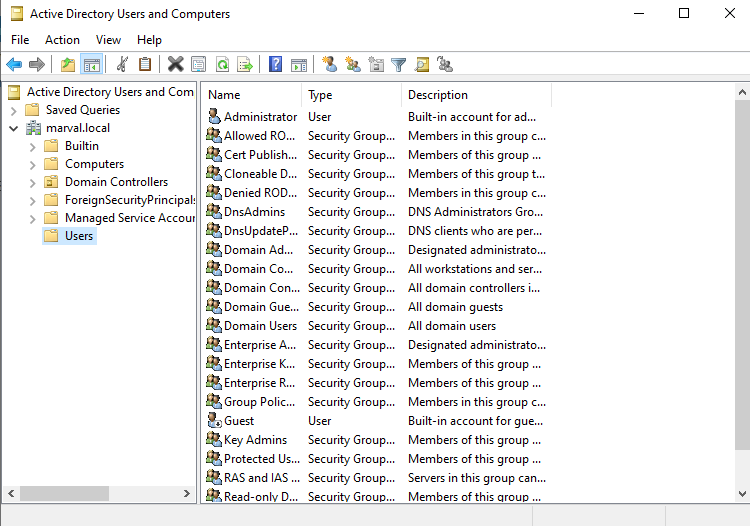 Active Directory Users and Computers
File Action View Help
Active Directory Users and Com
Saved Queries
marval.local
Builtin
Computers
Domain Controllers
ForeignSecurityPrincipals
Managed Service Accour
Users
Name Type Description
Administrator User Built-in account for ad...
Allowed RO... Security Group... Members in this group c...
Cert Publish... Security Group... Members of this group ...
Cloneable D... Security Group... Members of this group t...
Denied ROD... Security Group... Members in this group c...
DnsAdmins Security Group... DNS Administrators Gro...
DnsUpdateP... Security Group... DNS clients who are per...
Domain Ad... Security Group... Designated administrato...
Domain Co... Security Group... All workstations and ser...
Domain Con... Security Group... All domain controllers i...
Domain Gue... Security Group... All domain guests
Domain Users Security Group... All domain users
Enterprise A... Security Group... Designated administrato...
Enterprise K... Security Group... Members of this group ...
Enterprise R... Security Group... Members of this group ...
Group Polic... Security Group... Members in this group c...
Guest User Built-in account for gue...
Key Admins Security Group... Members of this group ...
Protected Us... Security Group... Members of this group ...
RAS and IAS ... Security Group... Servers in this group can...
Read-only D... Security Group... Members of this group ...